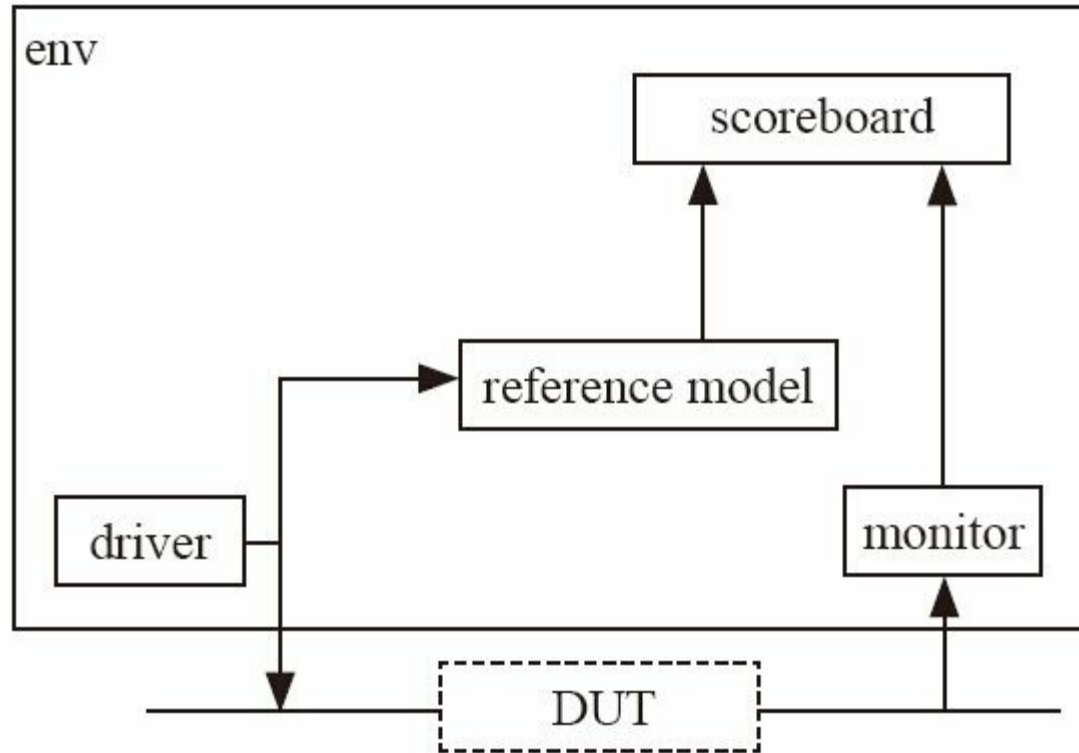 env
scoreboard
reference model
driver
monitor
DUT